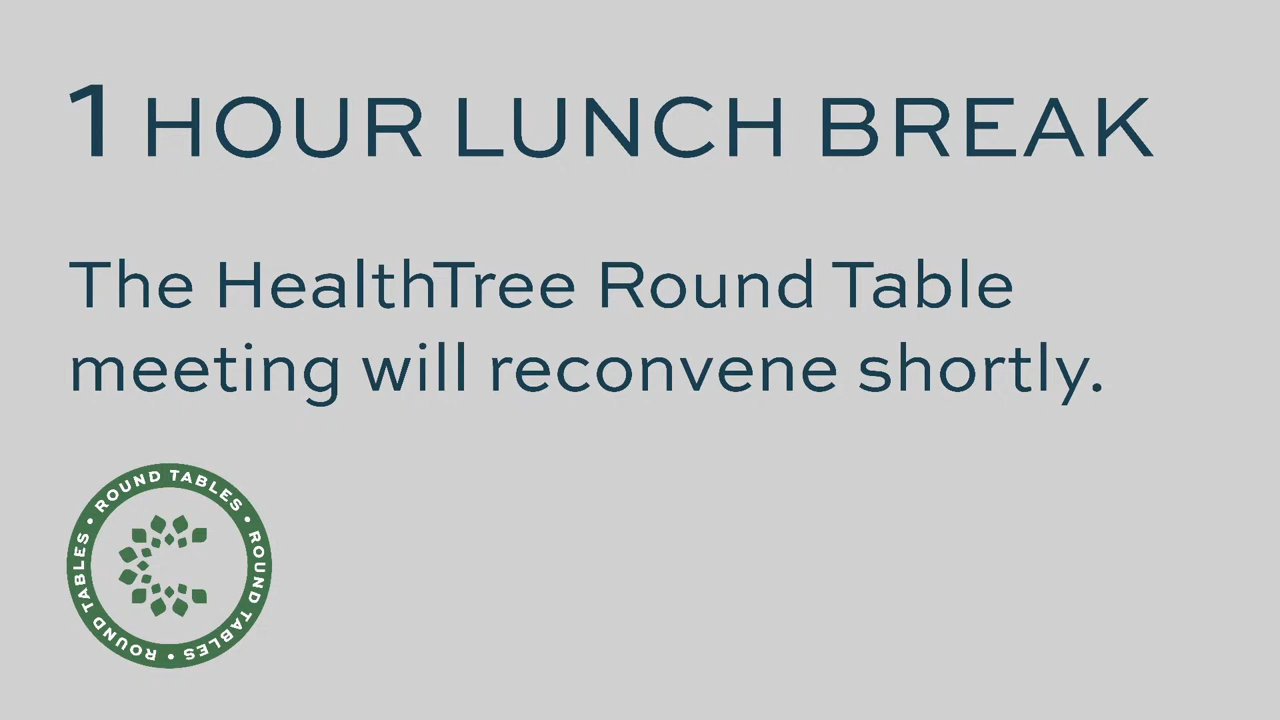 1 HOUR LUNCH BREAK
The HealthTree Round Table
meeting will reconvene shortly.
ROUND TABLES • ROUND TABLES • ROUND TABLES •